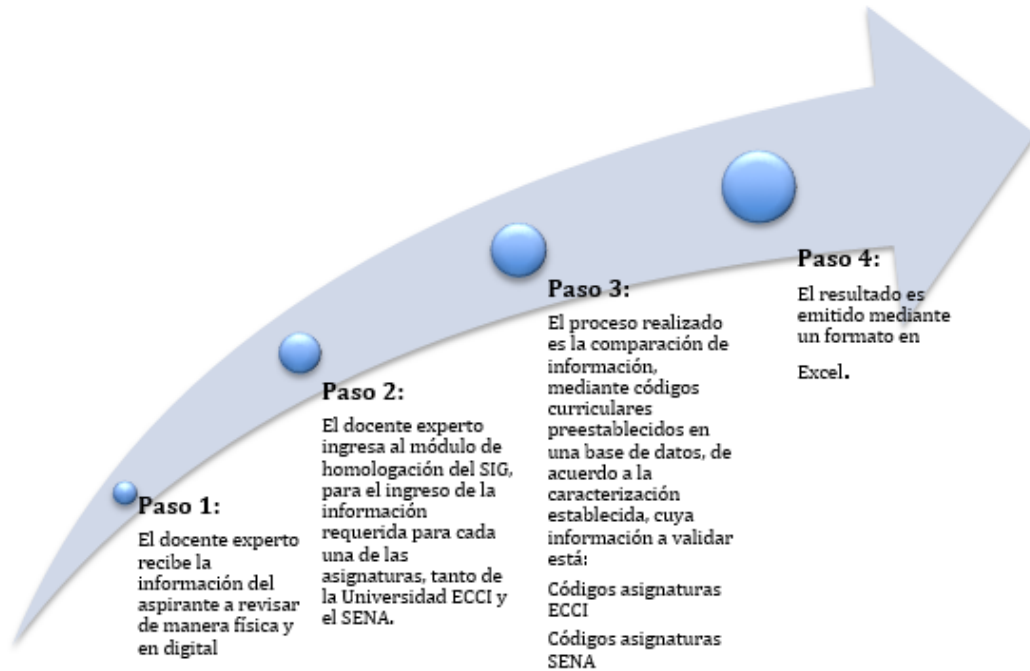 Paso 1:
El docente experto
recibe la
información del
aspirante a revisar
de manera física y
en digital
Paso 2:
El docente experto
ingresa al módulo de
homologación del SIG,
para el ingreso de la
información
requerida para cada
una de las
asignaturas, tanto de
la Universidad ECCI y
el SENA.
Paso 3:
El proceso realizado
es la comparación de
información,
mediante códigos
curriculares
preestablecidos en
una base de datos, de
acuerdo a la
caracterización
establecida, cuya
información a validar
está:
Códigos asignaturas
ECCI
Códigos asignaturas
SENA
Paso 4:
El resultado es
emitido mediante
un formato en
Excel.